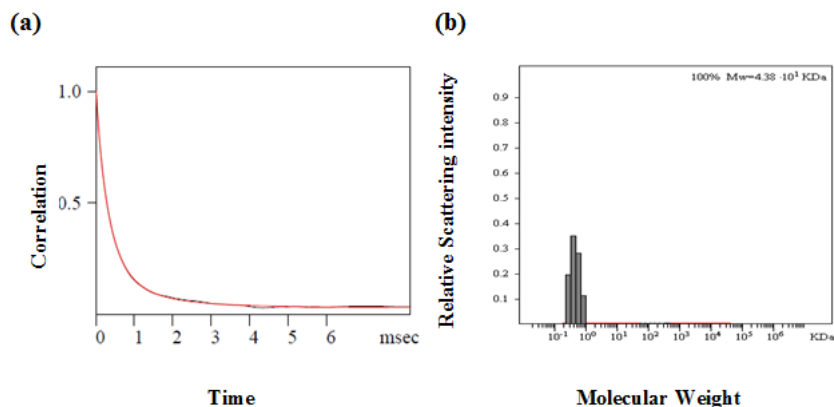 (a)
1.0
0.5
Correlation
0 1 2 3 4 5 6 msec
Time
(b)
100% Mw=4.38 ·10¹ KDa
0.9
0.8
0.7
0.6
0.5
0.4
0.3
0.2
0.1
Relative Scattering intensity
10⁻¹ 10⁰ 10¹ 10² 10³ 10⁴ 10⁵ 10⁶ KDa
Molecular Weight